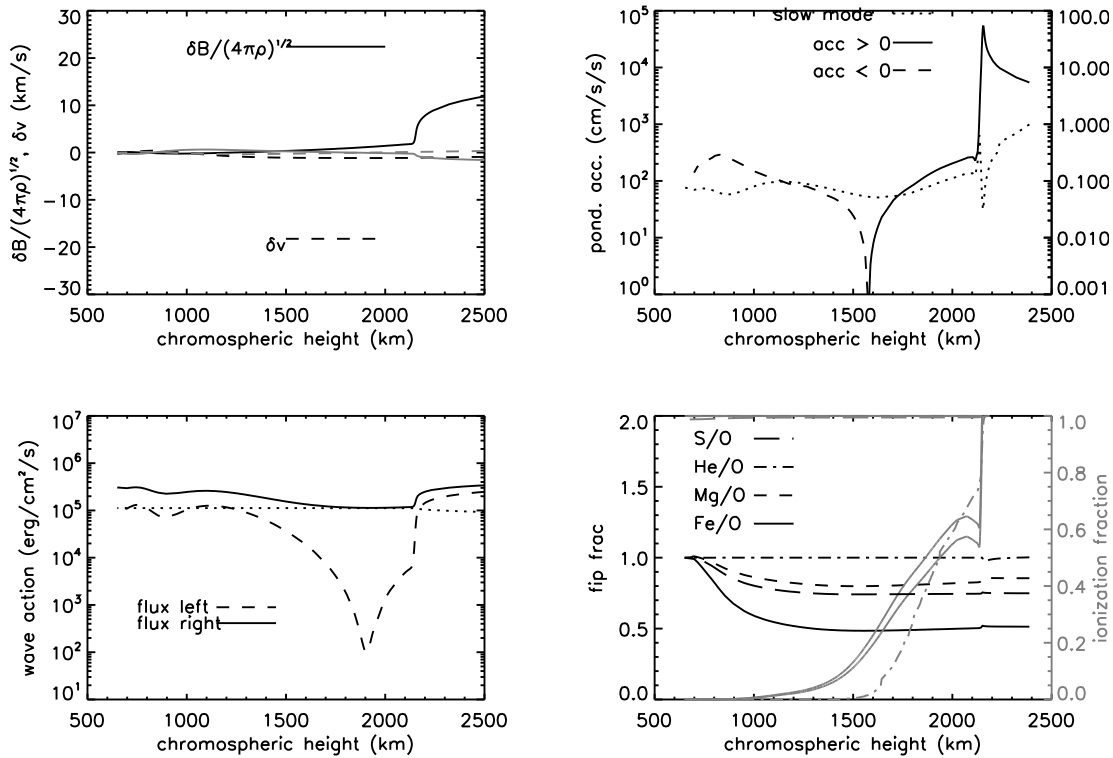 30
20
10
0
−10
−20
−30
δB/(4πρ)^1/2, δv (km/s)
δB/(4πρ)^1/2
δv
500 1000 1500 2000 2500
chromospheric height (km)
slow mode
acc > 0
acc < 0
10^5
10^4
10^3
10^2
10^1
10^0
pond. acc. (cm/s/s)
100.0
10.00
1.000
0.100
0.010
0.001
500 1000 1500 2000 2500
chromospheric height (km)
10^7
10^6
10^5
10^4
10^3
10^2
10^1
wave action (erg/cm^2/s)
flux left
flux right
500 1000 1500 2000 2500
chromospheric height (km)
2.0
1.5
1.0
0.5
0.0
fip frac
S/O
He/O
Mg/O
Fe/O
1.0
0.8
0.6
0.4
0.2
0.0
ionization fraction
500 1000 1500 2000 2500
chromospheric height (km)